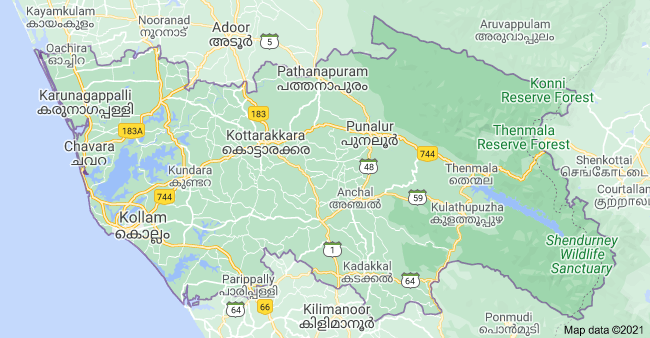 Kayamkulam
കായംകുളം
Nooranad
നൂറനാട്
Adoor
അടൂർ
5
Aruvappulam
അരുവാപ്പുലം
Oachira
ഓച്ചിറ
Pathanapuram
പത്തനാപുരം
Konni
Reserve Forest
Karunagappalli
കരുനാഗപ്പള്ളി
183
183A
Kottarakkara
കൊട്ടാരക്കര
Punalur
പുനലൂർ
Thenmala
Reserve Forest
Chavara
ചവറ
744
Kundara
കുണ്ടറ
48
Thenmala
തെന്മല
Shenkottai
செங்கோட்டை
744
Anchal
അഞ്ചൽ
59
Kulathupuzha
കുളത്തൂപ്പുഴ
Courtallam
குற்றாலம்
Kollam
കൊല്ലം
1
Shendurney
Wildlife
Sanctuary
Kadakkal
കടക്കൽ
64
Parippally
പാരിപ്പള്ളി
64
66
Kilimanoor
കിളിമാനൂർ
Ponmudi
പൊൻമുടി
Map data ©2021